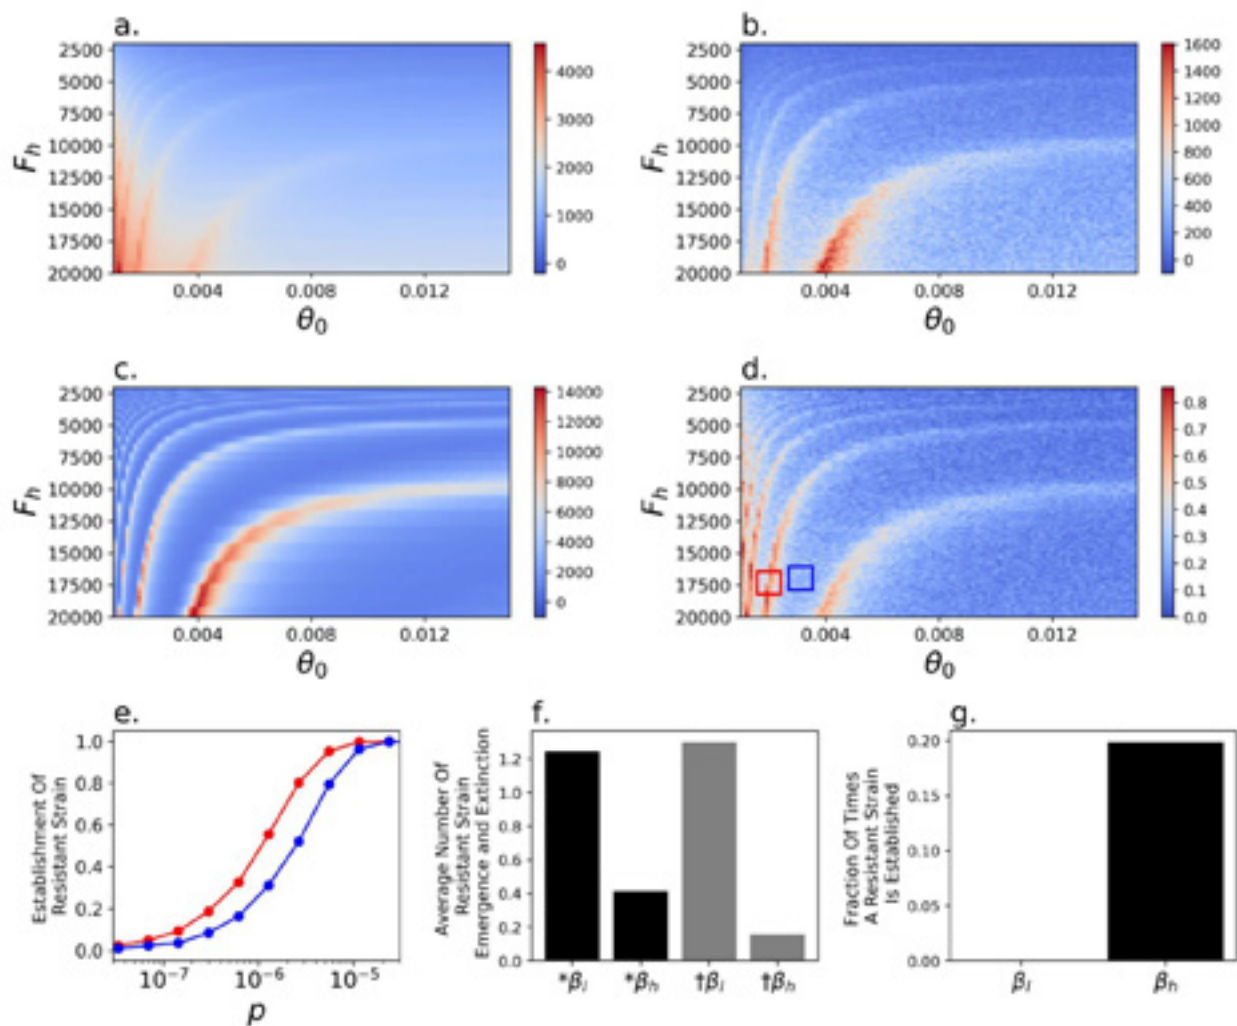 a.
2500
5000
7500
10000
12500
15000
17500
20000
F_h
0.004 0.008 0.012
θ_0
4000
3000
2000
1000
0
b.
2500
5000
7500
10000
12500
15000
17500
20000
F_h
0.004 0.008 0.012
θ_0
1600
1400
1200
1000
800
600
400
200
0
c.
2500
5000
7500
10000
12500
15000
17500
20000
F_h
0.004 0.008 0.012
θ_0
14000
12000
10000
8000
6000
4000
2000
0
d.
2500
5000
7500
10000
12500
15000
17500
20000
F_h
0.004 0.008 0.012
θ_0
0.8
0.7
0.6
0.5
0.4
0.3
0.2
0.1
0.0
e.
Establishment Of
Resistant Strain
1.0
0.8
0.6
0.4
0.2
0.0
10^-7 10^-6 10^-5
p
f.
Average Number Of
Resistant Strain
Emergence and Extinction
1.2
1.0
0.8
0.6
0.4
0.2
0.0
*β_l *β_h †β_l †β_h
g.
Fraction Of Times
A Resistant Strain
Is Established
0.20
0.15
0.10
0.05
0.00
β_l β_h